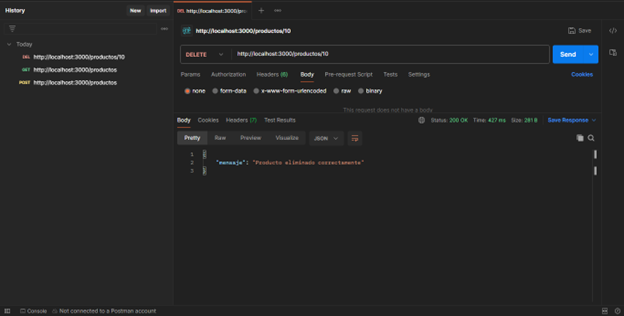 History
New
Import
Today
DEL http://localhost:3000/productos/10
GET http://localhost:3000/productos
POST http://localhost:3000/productos
DEL http://localhost:3000/pro
http://localhost:3000/productos/10
Save
DELETE http://localhost:3000/productos/10
Send
Params Authorization Headers (6) Body Pre-request Script Tests Settings
Cookies
none form-data x-www-form-urlencoded raw binary
This request does not have a body
Body Cookies Headers (7) Test Results
Status: 200 OK Time: 427 ms Size: 281 B Save Response
Pretty Raw Preview Visualize JSON
1 {
2 "mensaje": "Producto eliminado correctamente"
3 }
Console Not connected to a Postman account